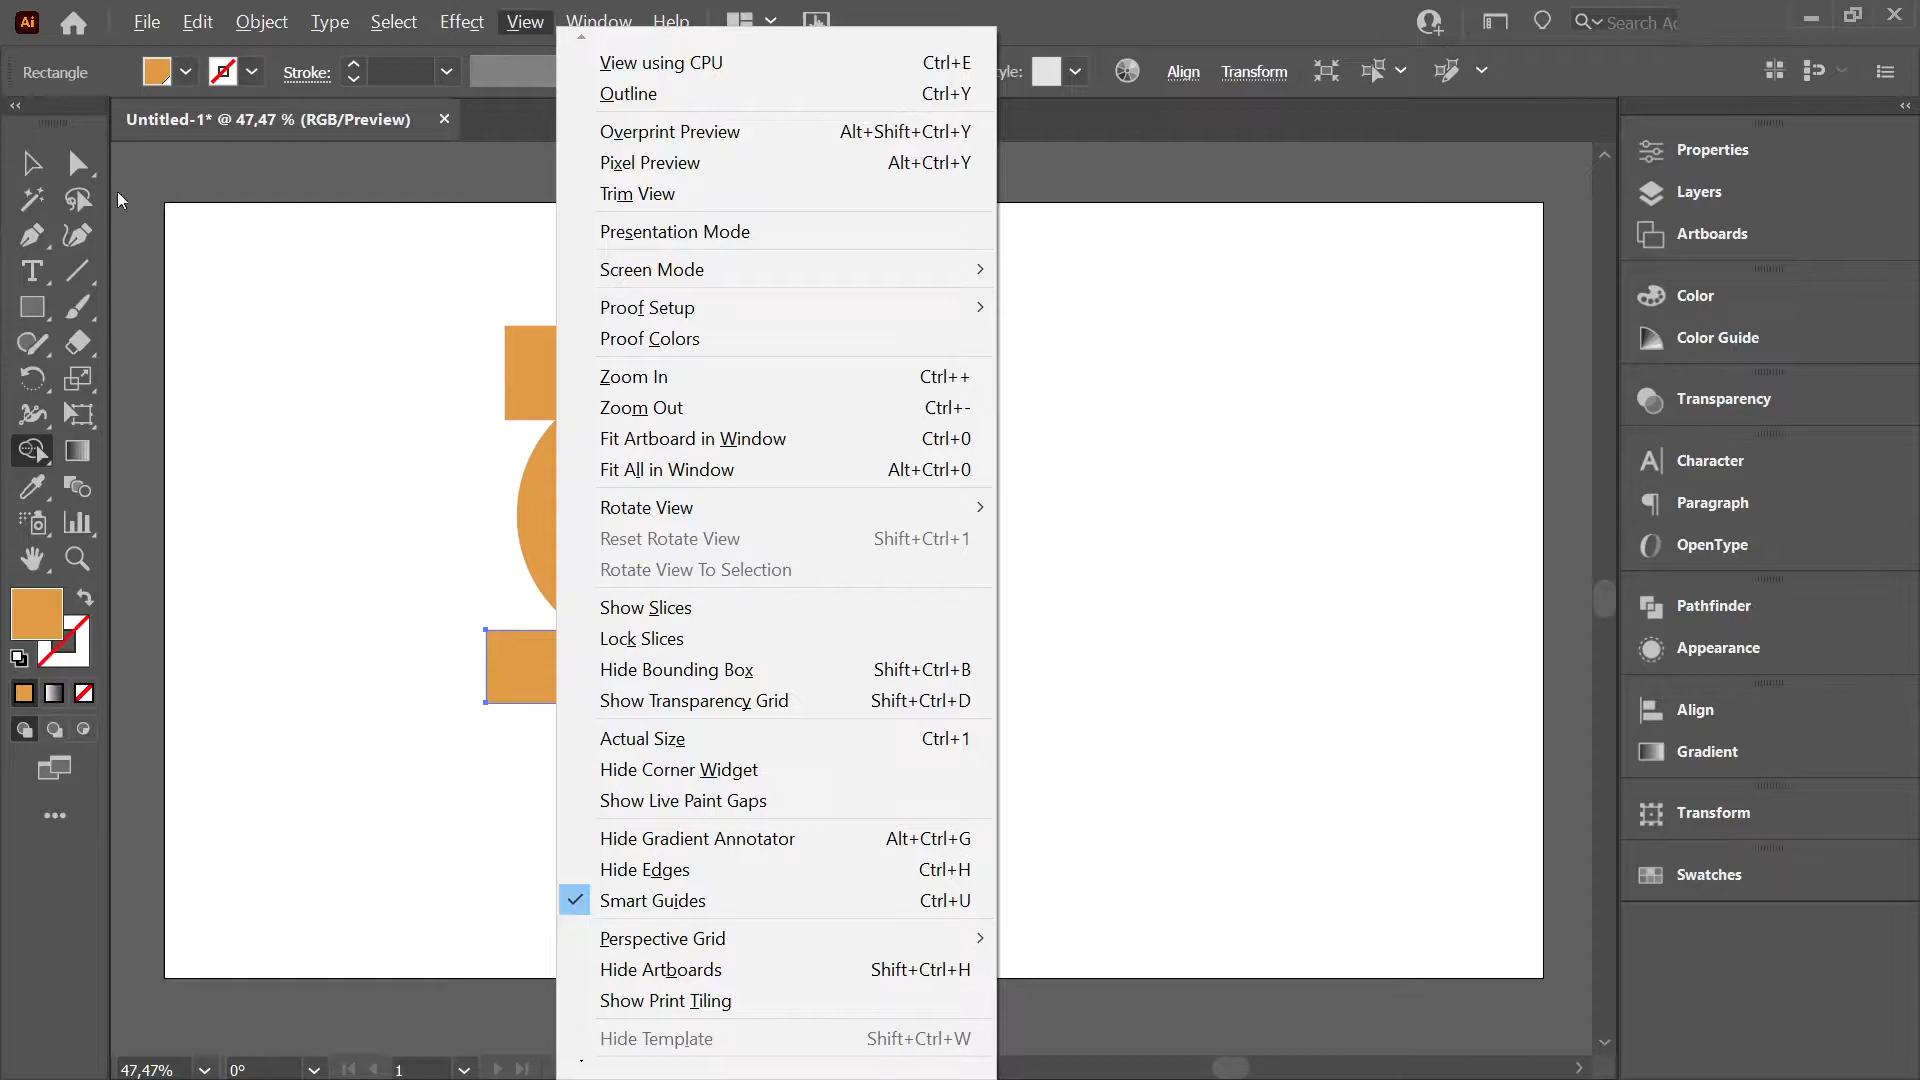 Ai
File Edit Object Type Select Effect View Window Help
Rectangle
Stroke:
Align Transform
Untitled-1* @ 47,47 % (RGB/Preview)
View using CPU Ctrl+E
Outline Ctrl+Y
Overprint Preview Alt+Shift+Ctrl+Y
Pixel Preview Alt+Ctrl+Y
Trim View
Presentation Mode
Screen Mode
Proof Setup
Proof Colors
Zoom In Ctrl++
Zoom Out Ctrl+-
Fit Artboard in Window Ctrl+0
Fit All in Window Alt+Ctrl+0
Rotate View
Reset Rotate View Shift+Ctrl+1
Rotate View To Selection
Show Slices
Lock Slices
Hide Bounding Box Shift+Ctrl+B
Show Transparency Grid Shift+Ctrl+D
Actual Size Ctrl+1
Hide Corner Widget
Show Live Paint Gaps
Hide Gradient Annotator Alt+Ctrl+G
Hide Edges Ctrl+H
Smart Guides Ctrl+U
Perspective Grid
Hide Artboards Shift+Ctrl+H
Show Print Tiling
Hide Template Shift+Ctrl+W
Properties
Layers
Artboards
Color
Color Guide
Transparency
Character
Paragraph
OpenType
Pathfinder
Appearance
Align
Gradient
Transform
Swatches
47,47% 0° 1